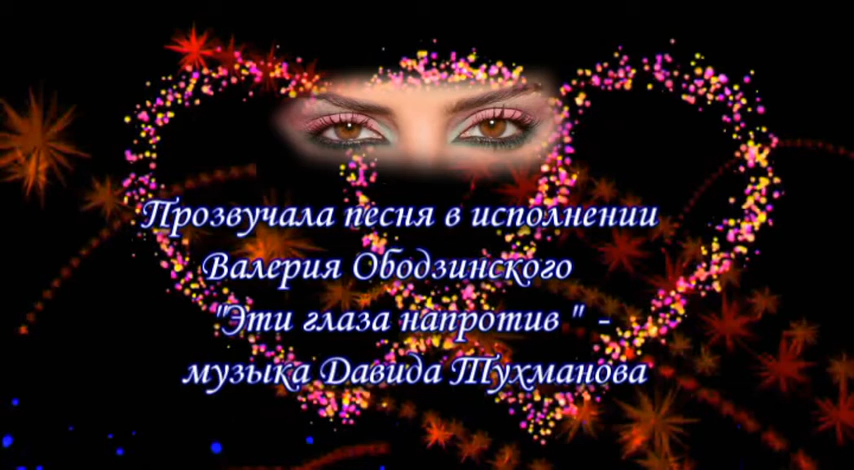 Прозвучала песня в исполнении
Валерия Ободзинского
"Эти глаза напротив " -
музыка Давида Тухманова